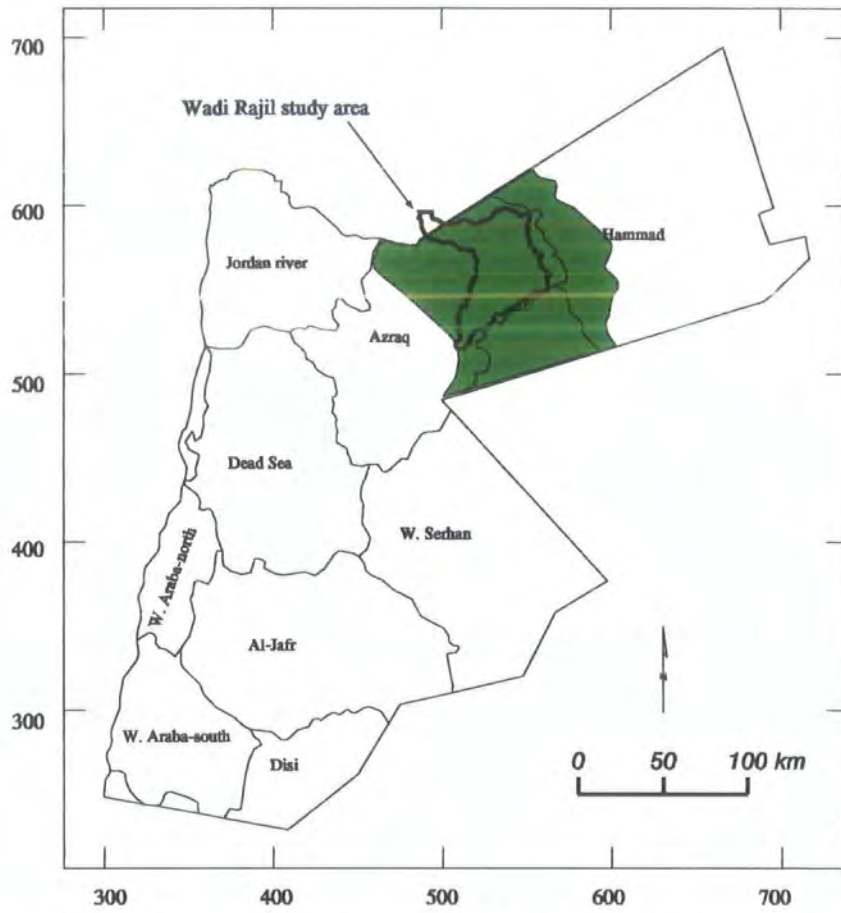 700
Wadi Rajil study area
600
Hammad
Jordan river
Azraq
500
Dead Sea
W. Serhan
400
W. Araba-north
Al-Jafr
300
W. Araba-south
Disi
0 50 100 km
300 400 500 600 700